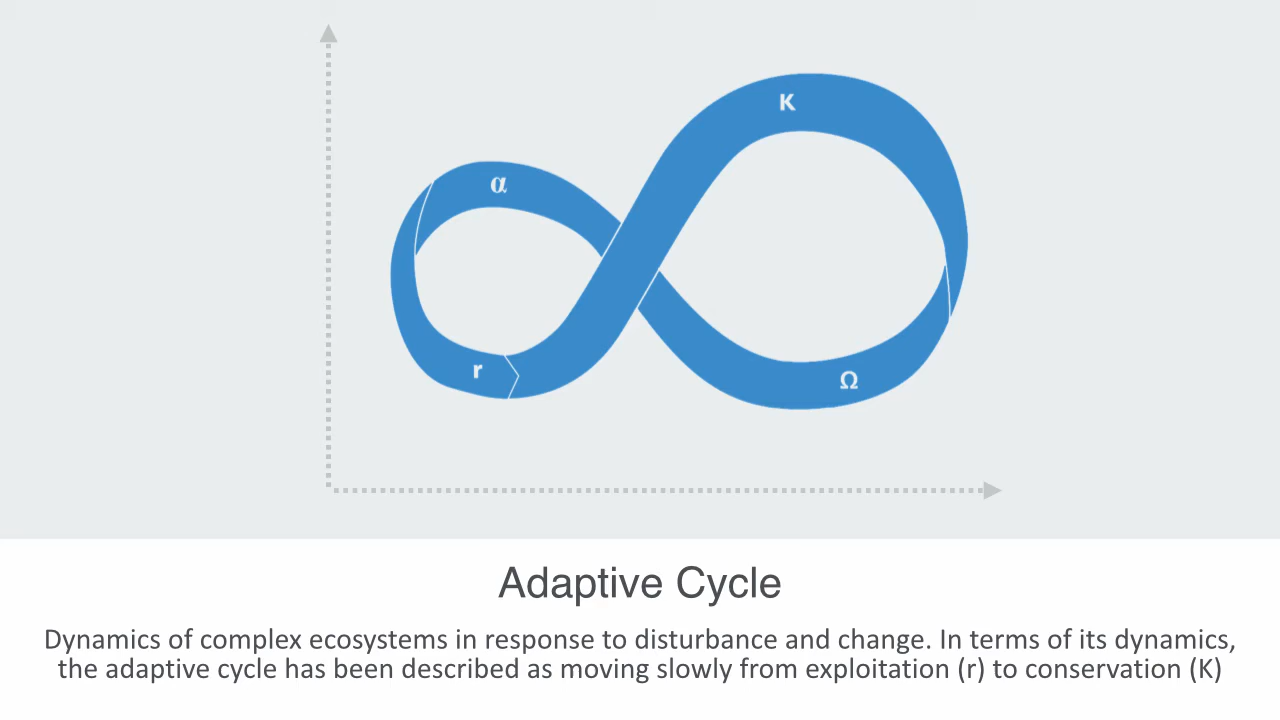 K
α
r
Ω
Adaptive Cycle
Dynamics of complex ecosystems in response to disturbance and change. In terms of its dynamics,
the adaptive cycle has been described as moving slowly from exploitation (r) to conservation (K)